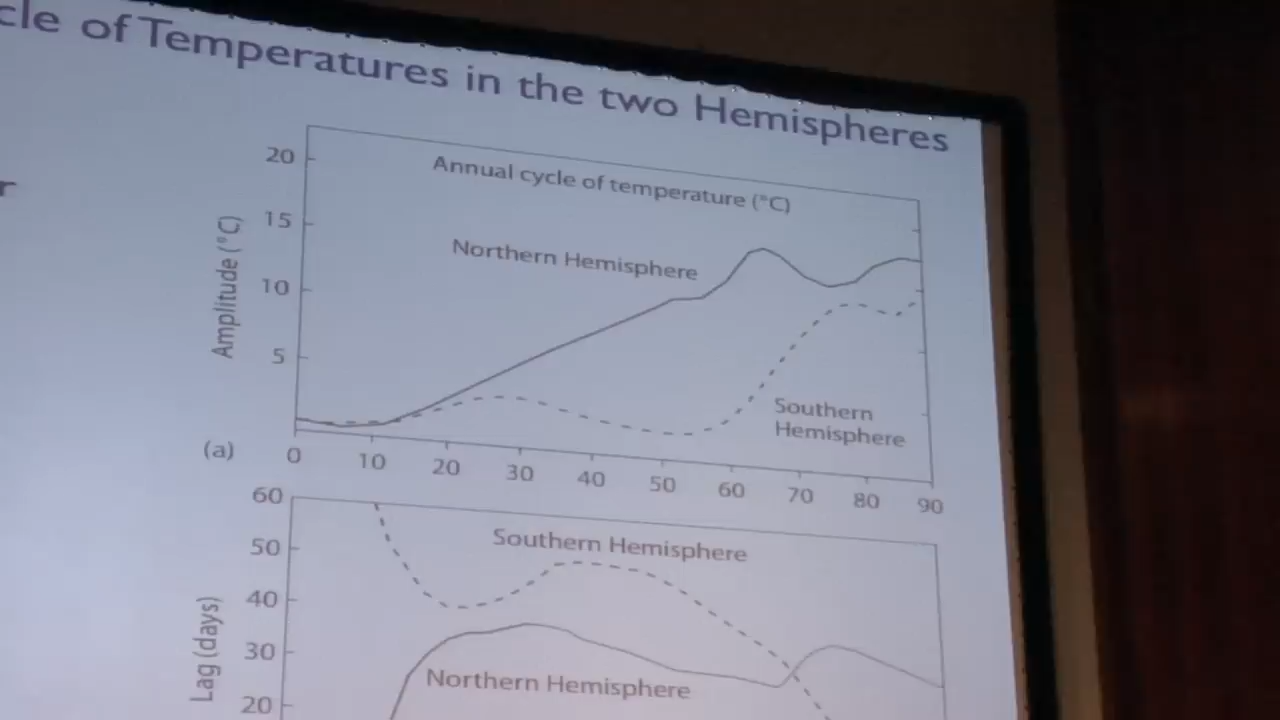 cle of Temperatures in the two Hemispheres
r
Annual cycle of temperature (°C)
20
15
10
5
Amplitude (°C)
Northern Hemisphere
Southern
Hemisphere
(a)
0 10 20 30 40 50 60 70 80 90
60
50
40
30
20
Lag (days)
Southern Hemisphere
Northern Hemisphere